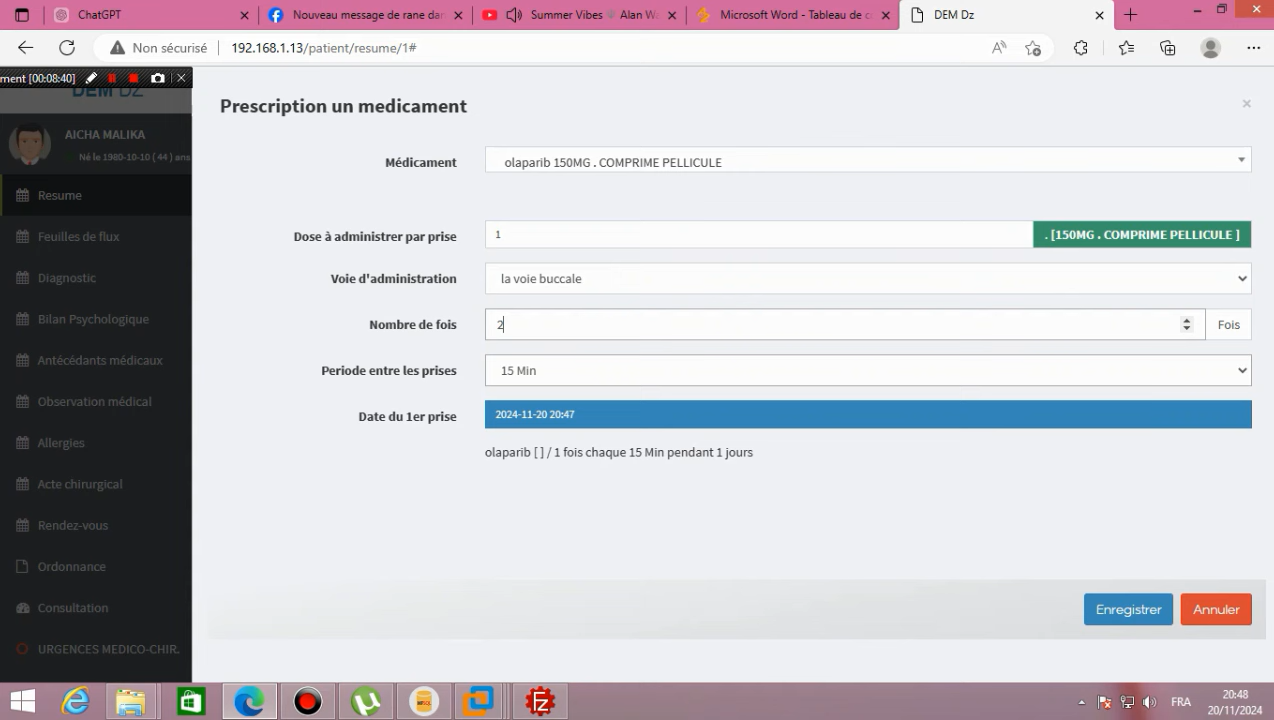 ChatGPT
Nouveau message de rane dan
Summer Vibes Alan Wa
Microsoft Word - Tableau de c
DEM Dz
Non sécurisé 192.168.1.13/patient/resume/1#
ment [00:08:40]
DEM DZ
AICHA MALIKA
Né le 1980-10-10 ( 44 ) ans
Resume
Feuilles de flux
Diagnostic
Bilan Psychologique
Antécédants médicaux
Observation médical
Allergies
Acte chirurgical
Rendez-vous
Ordonnance
Consultation
URGENCES MEDICO-CHIR.
Prescription un medicament
×
Médicament olaparib 150MG . COMPRIME PELLICULE
Dose à administrer par prise 1 . [150MG . COMPRIME PELLICULE ]
Voie d'administration la voie buccale
Nombre de fois 2 Fois
Periode entre les prises 15 Min
Date du 1er prise 2024-11-20 20:47
olaparib [ ] / 1 fois chaque 15 Min pendant 1 jours
Enregistrer Annuler
FRA
20:48
20/11/2024